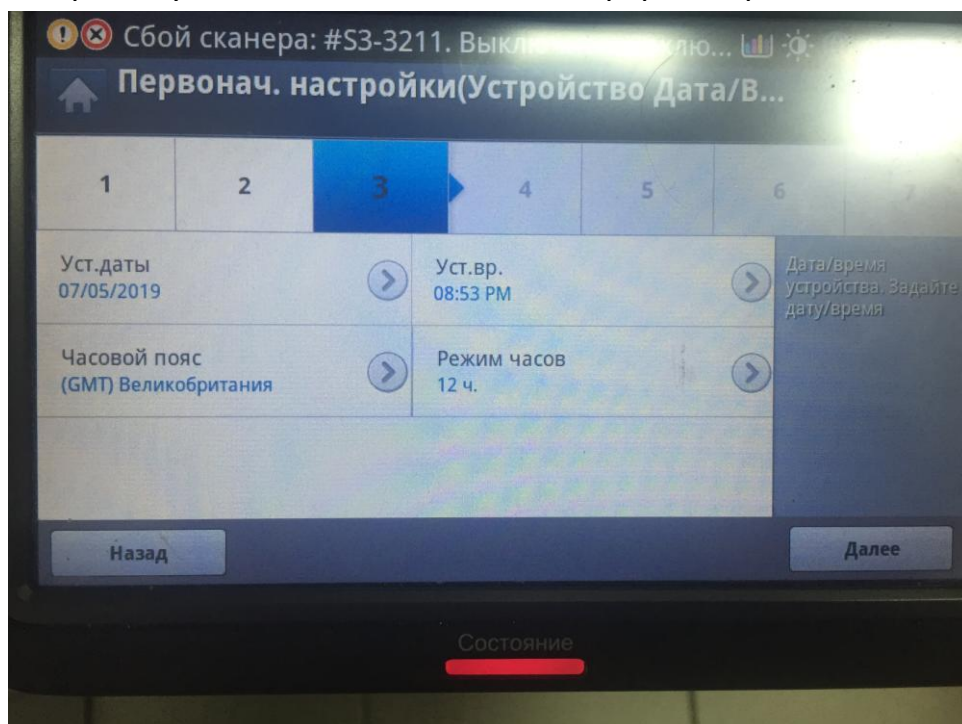 Сбой сканера: #S3-3211.
Первонач. настройки(Устройство Дата/В...
1 2 3 4 5 6 7
Уст.даты
07/05/2019
Уст.вр.
08:53 PM
Дата/время
устройства. Задайте
дату/время
Часовой пояс
(GMT) Великобритания
Режим часов
12 ч.
Назад
Далее
Состояние